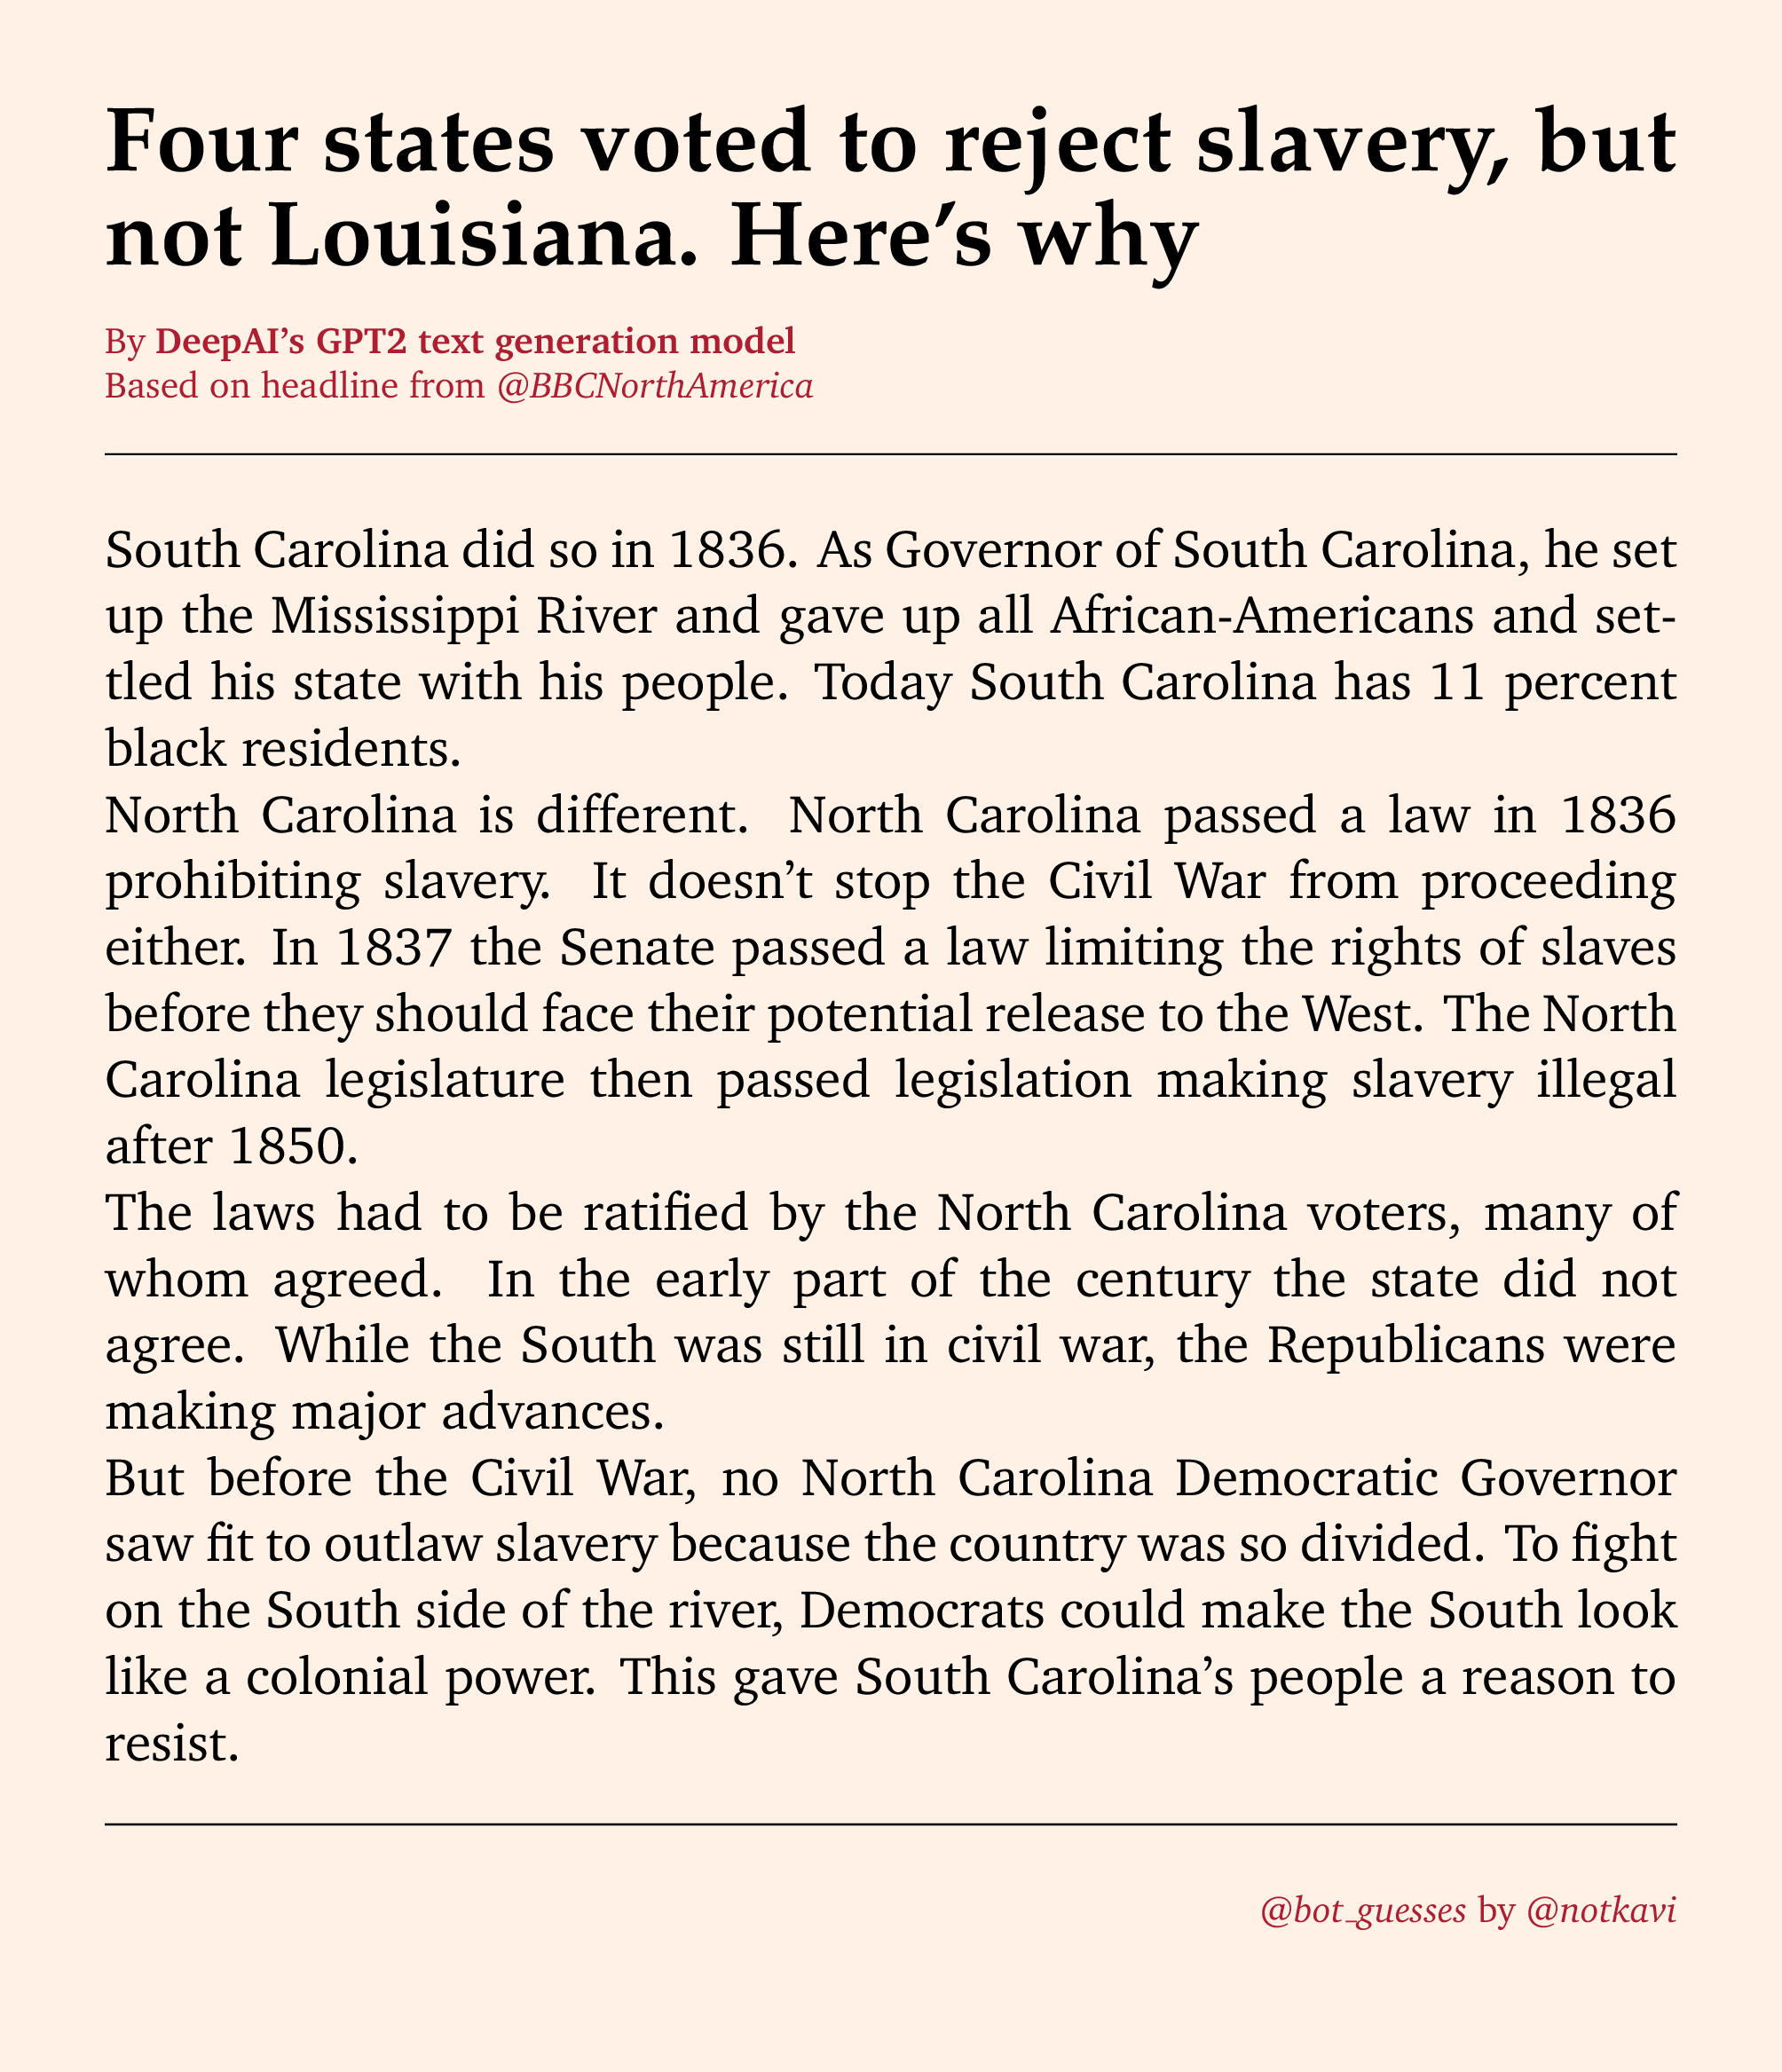 Four states voted to reject slavery, but
not Louisiana. Here’s why
By DeepAI’s GPT2 text generation model
Based on headline from @BBCNorthAmerica
South Carolina did so in 1836. As Governor of South Carolina, he set
up the Mississippi River and gave up all African-Americans and set-
tled his state with his people. Today South Carolina has 11 percent
black residents.
North Carolina is different. North Carolina passed a law in 1836
prohibiting slavery. It doesn’t stop the Civil War from proceeding
either. In 1837 the Senate passed a law limiting the rights of slaves
before they should face their potential release to the West. The North
Carolina legislature then passed legislation making slavery illegal
after 1850.
The laws had to be ratified by the North Carolina voters, many of
whom agreed. In the early part of the century the state did not
agree. While the South was still in civil war, the Republicans were
making major advances.
But before the Civil War, no North Carolina Democratic Governor
saw fit to outlaw slavery because the country was so divided. To fight
on the South side of the river, Democrats could make the South look
like a colonial power. This gave South Carolina’s people a reason to
resist.
@bot_guesses by @notkavi